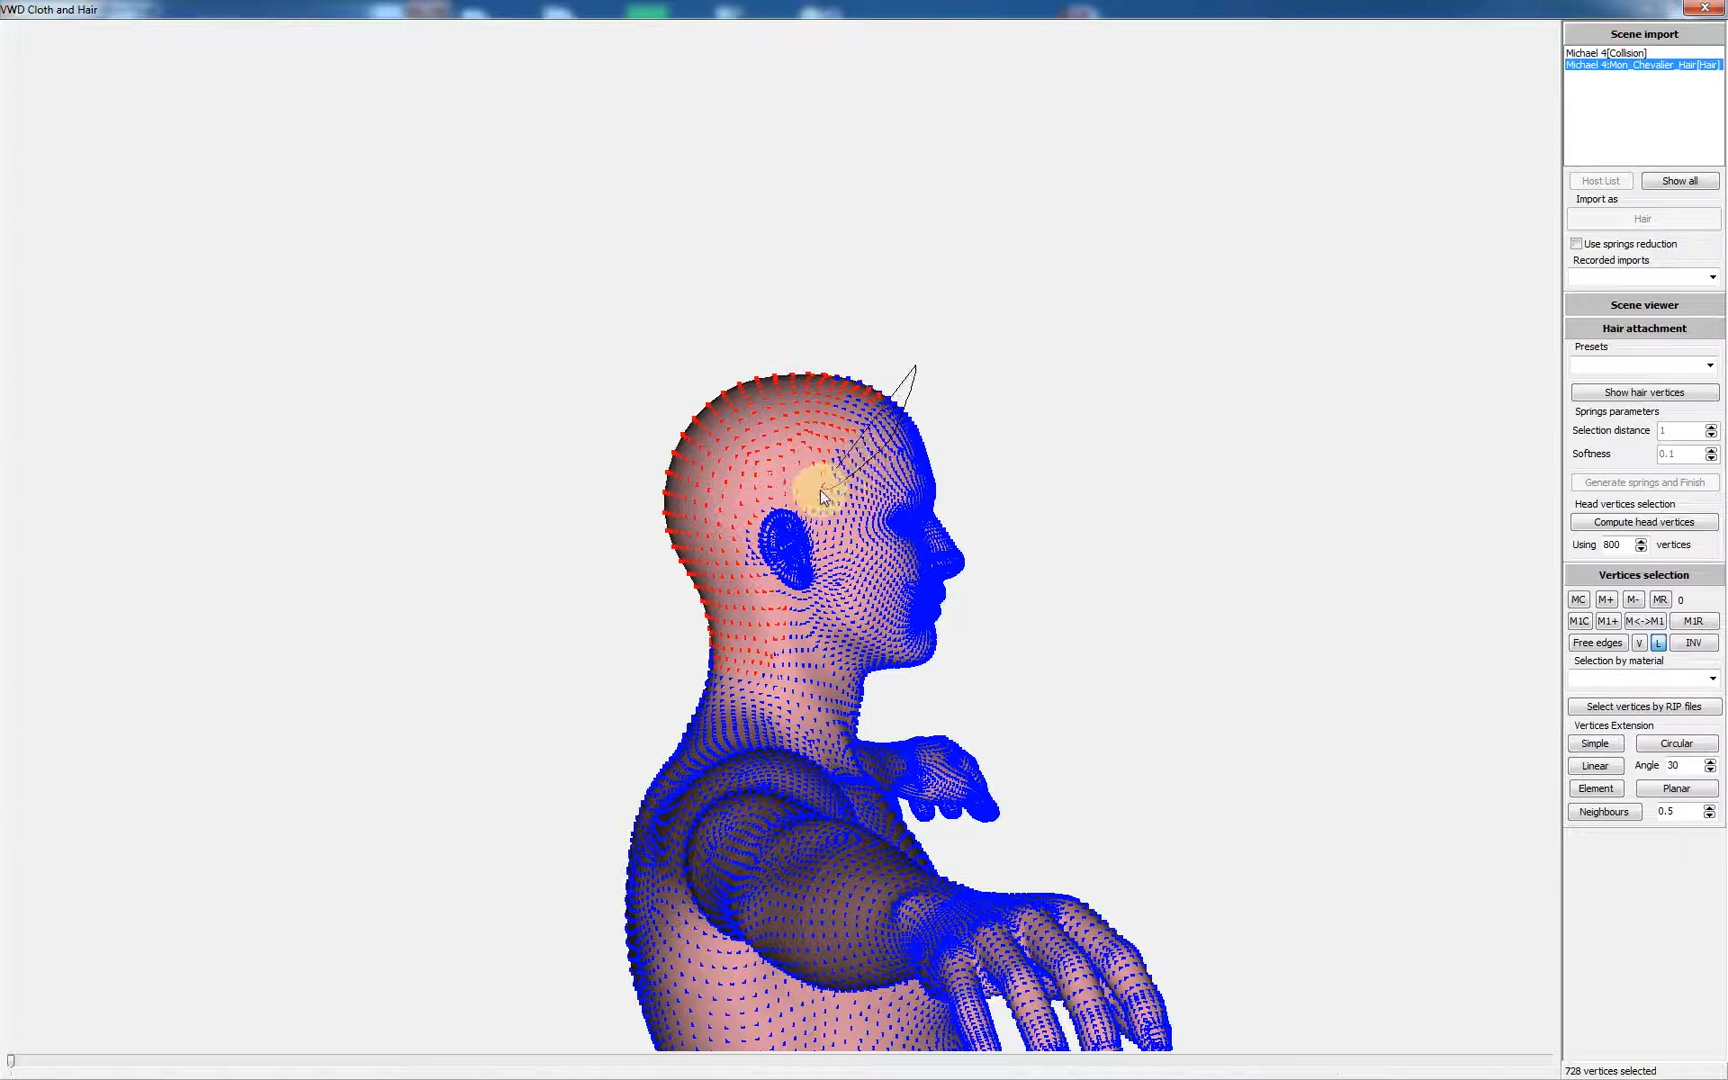 VWD Cloth and Hair
Scene import
Michael 4[Collision]
Michael 4:Mon_Chevalier_Hair[Hair]
Host List
Show all
Import as
Hair
Use springs reduction
Recorded imports
Scene viewer
Hair attachment
Presets
Show hair vertices
Springs parameters
Selection distance 1
Softness 0.1
Generate springs and Finish
Head vertices selection
Compute head vertices
Using 800 vertices
Vertices selection
MC M+ M- MR 0
M1C M1+ M<->M1 M1R
Free edges V L INV
Selection by material
Select vertices by RIP files
Vertices Extension
Simple Circular
Linear Angle 30
Element Planar
Neighbours 0.5
728 vertices selected